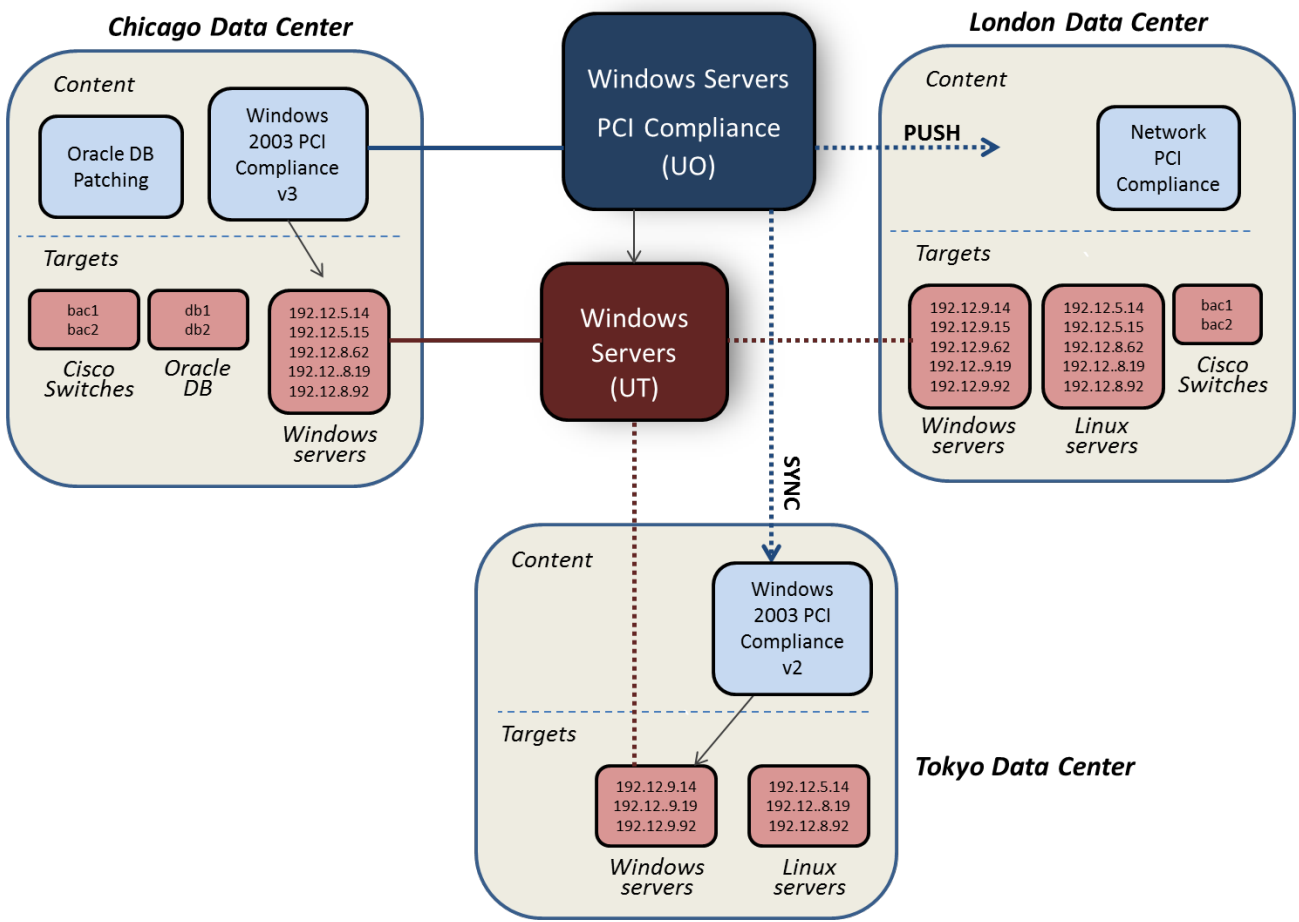 Chicago Data Center
Content
Oracle DB
Patching
Windows
2003 PCI
Compliance
v3
Targets
bac1
bac2
Cisco
Switches
db1
db2
Oracle
DB
192.12.5.14
192.12.5.15
192.12.8.62
192.12..8.19
192.12.8.92
Windows
servers
Windows Servers
PCI Compliance
(UO)
Windows
Servers
(UT)
PUSH
SYNC
London Data Center
Content
Network
PCI
Compliance
Targets
192.12.9.14
192.12.9.15
192.12.9.62
192.12..9.19
192.12.9.92
Windows
servers
192.12.5.14
192.12.5.15
192.12.8.62
192.12..8.19
192.12.8.92
Linux
servers
bac1
bac2
Cisco
Switches
Content
Windows
2003 PCI
Compliance
v2
Targets
192.12.9.14
192.12..9.19
192.12.9.92
Windows
servers
192.12.5.14
192.12..8.19
192.12.8.92
Linux
servers
Tokyo Data Center